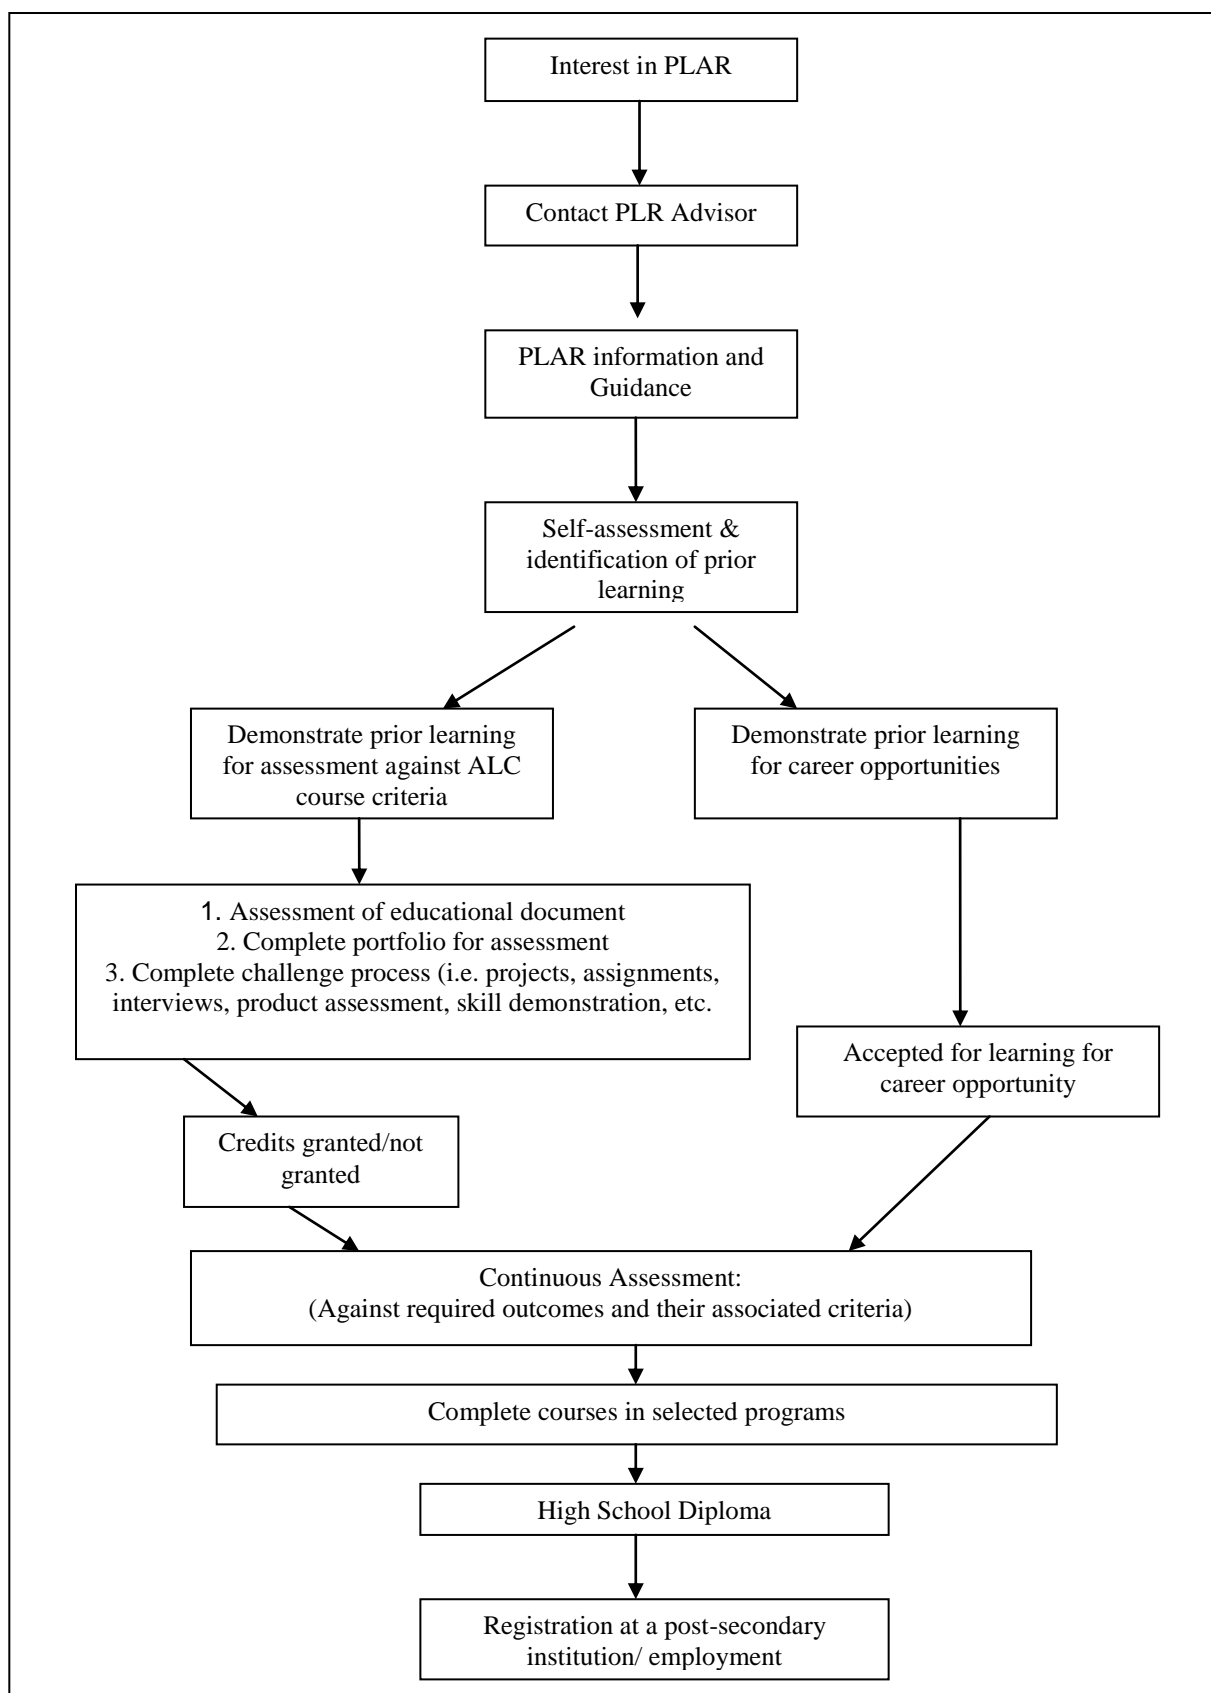 Interest in PLAR
Contact PLR Advisor
PLAR information and
Guidance
Self-assessment &
identification of prior
learning
Demonstrate prior learning
for assessment against ALC
course criteria
Demonstrate prior learning
for career opportunities
1. Assessment of educational document
2. Complete portfolio for assessment
3. Complete challenge process (i.e. projects, assignments,
interviews, product assessment, skill demonstration, etc.
Accepted for learning for
career opportunity
Credits granted/not
granted
Continuous Assessment:
(Against required outcomes and their associated criteria)
Complete courses in selected programs
High School Diploma
Registration at a post-secondary
institution/ employment